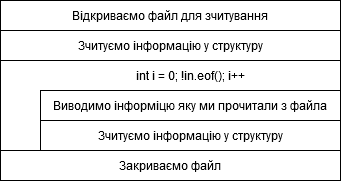 Відкриваємо файл для зчитування
Зчитуємо інформацію у структуру
int i = 0; !in.eof(); i++
Виводимо інформіцю яку ми прочитали з файла
Зчитуємо інформацію у структуру
Закриваємо файл